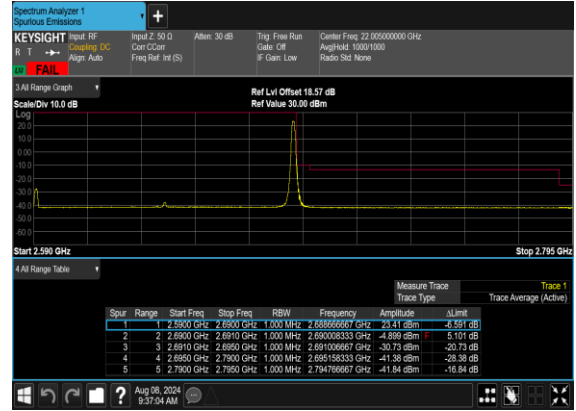 Spectrum Analyzer 1
Spurious Emissions
+
KEYSIGHT Input: RF Input Z: 50 Ω Atten: 30 dB Trig: Free Run Center Freq: 22.005000000 GHz
R T Coupling: DC Corr CCorr Gate: Off Avg|Hold: 1000/1000
Align: Auto Freq Ref: Int (S) IF Gain: Low Radio Std: None
LXI FAIL
3 All Range Graph Ref Lvl Offset 18.57 dB
Scale/Div 10.0 dB Ref Value 30.00 dBm
Log
20.0
10.0
0.00
-10.0
-20.0
-30.0
-40.0
-50.0
-60.0
Start 2.590 GHz Stop 2.795 GHz
4 All Range Table
Measure Trace Trace 1
Trace Type Trace Average (Active)
Spur Range Start Freq Stop Freq RBW Frequency Amplitude ΔLimit
1 1 2.5900 GHz 2.6900 GHz 1.000 MHz 2.688666667 GHz 23.41 dBm -6.591 dB
2 2 2.6900 GHz 2.6910 GHz 1.000 MHz 2.690008333 GHz -4.899 dBm F 5.101 dB
3 3 2.6910 GHz 2.6950 GHz 1.000 MHz 2.691006667 GHz -30.73 dBm -20.73 dB
4 4 2.6950 GHz 2.7900 GHz 1.000 MHz 2.695158333 GHz -41.38 dBm -28.38 dB
5 5 2.7900 GHz 2.7950 GHz 1.000 MHz 2.794766667 GHz -41.84 dBm -16.84 dB
? Aug 08, 2024
9:37:04 AM